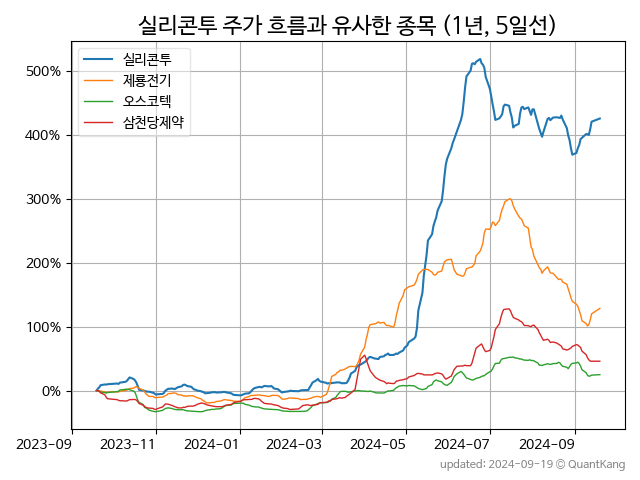 실리콘투 주가 흐름과 유사한 종목 (1년, 5일선)
실리콘투
제룡전기
오스코텍
삼천당제약
500%
400%
300%
200%
100%
0%
2023-09 2023-11 2024-01 2024-03 2024-05 2024-07 2024-09
updated: 2024-09-19 @ QuantKang